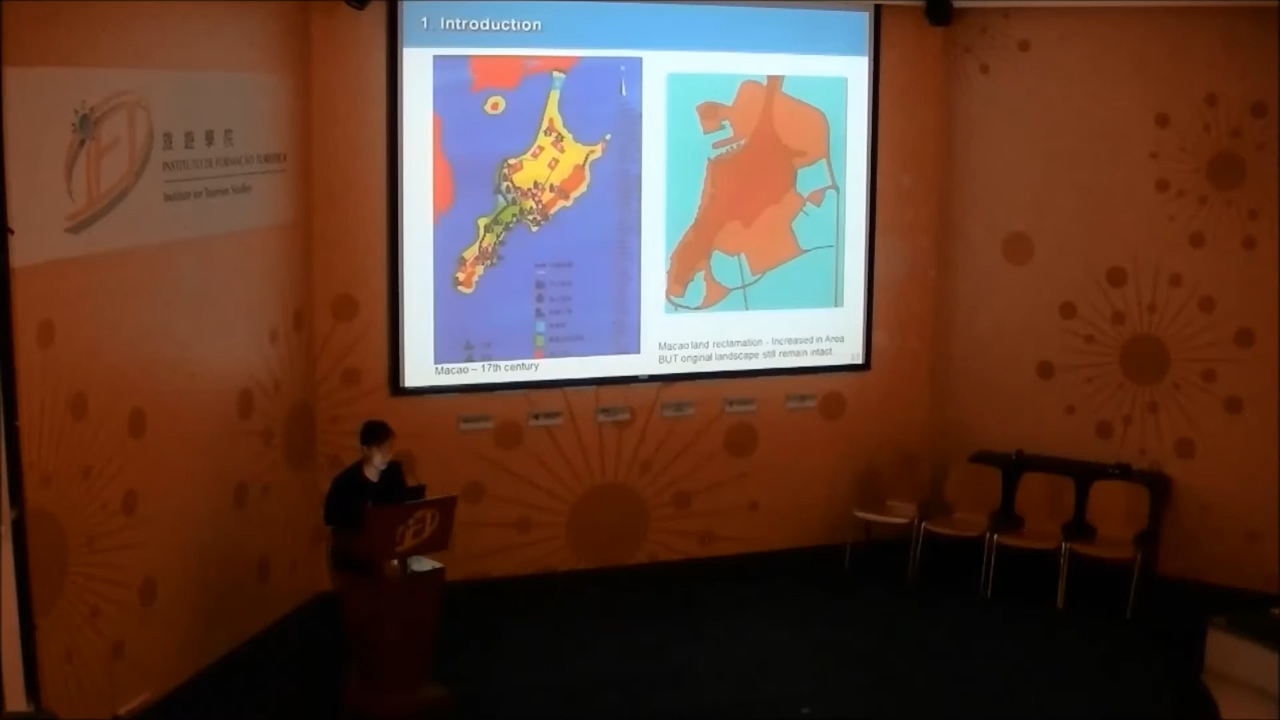 1. Introduction
旅遊學院
INSTITUTO DE FORMAÇÃO TURÍSTICA
Institute for Tourism Studies
Macao – 17th century
Macao land reclamation - Increased in Area
BUT original landscape still remain intact
IFT